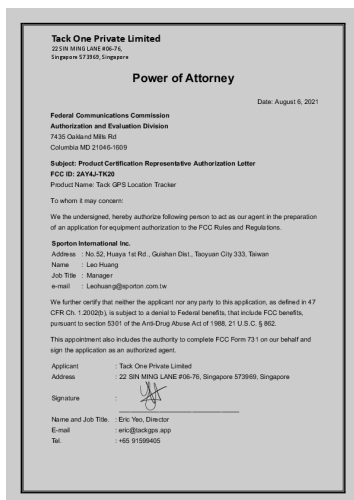 Tack One Private Limited
22 SIN MING LANE #06-76,
Singapore 573969, Singapore
Power of Attorney
Date: August 6, 2021
Federal Communications Commission
Authorization and Evaluation Division
7435 Oakland Mills Rd
Columbia MD 21046-1609
Subject: Product Certification Representative Authorization Letter
FCC ID: 2AY4J-TK20
Product Name: Tack GPS Location Tracker
To whom it may concern:
We the undersigned, hereby authorize following person to act as our agent in the preparation
of an application for equipment authorization to the FCC Rules and Regulations.
Sporton International Inc.
Address : No.52, Huaya 1st Rd., Guishan Dist., Taoyuan City 333, Taiwan
Name : Leo Huang
Job Title : Manager
e-mail : Leohuang@sporton.com.tw
We further certify that neither the applicant nor any party to this application, as defined in 47
CFR Ch. 1.2002(b), is subject to a denial to Federal benefits, that include FCC benefits,
pursuant to section 5301 of the Anti-Drug Abuse Act of 1988, 21 U.S.C. § 862.
This appointment also includes the authority to complete FCC Form 731 on our behalf and
sign the application as an authorized agent.
Applicant : Tack One Private Limited
Address : 22 SIN MING LANE #06-76, Singapore 573969, Singapore
Signature :
Name and Job Title. : Eric Yeo, Director
E-mail : eric@tackgps.app
Tel. : +65 91599405